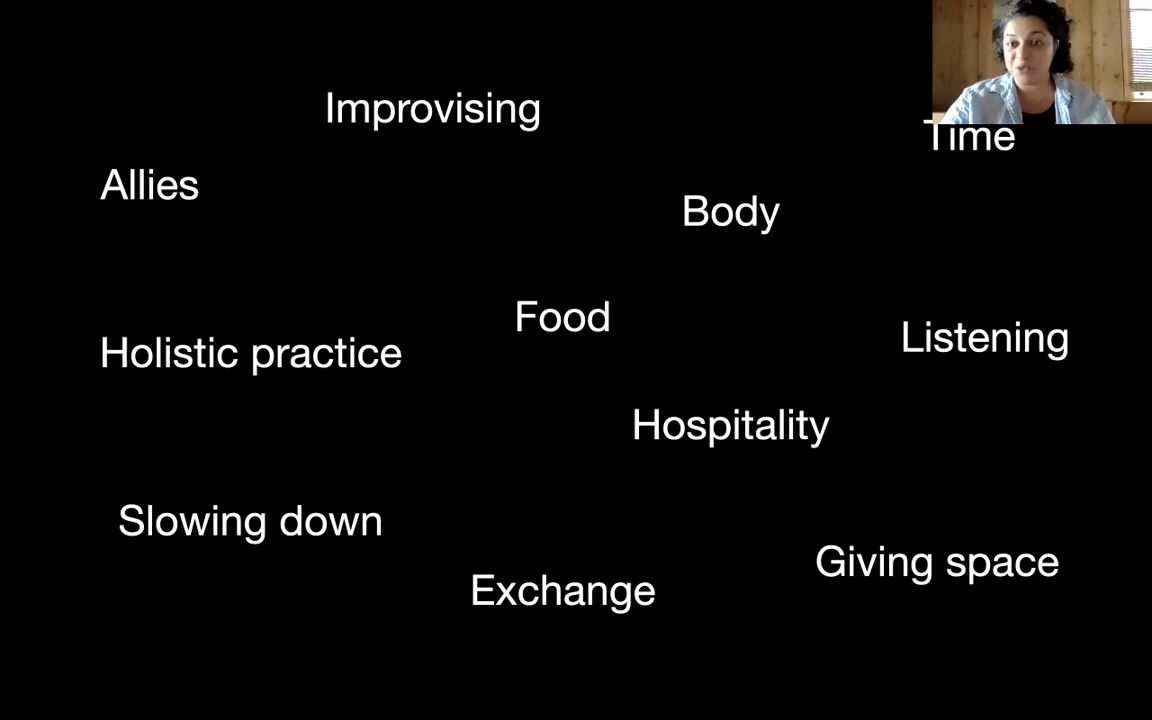 Improvising
Time
Allies
Body
Food
Listening
Holistic practice
Hospitality
Slowing down
Giving space
Exchange